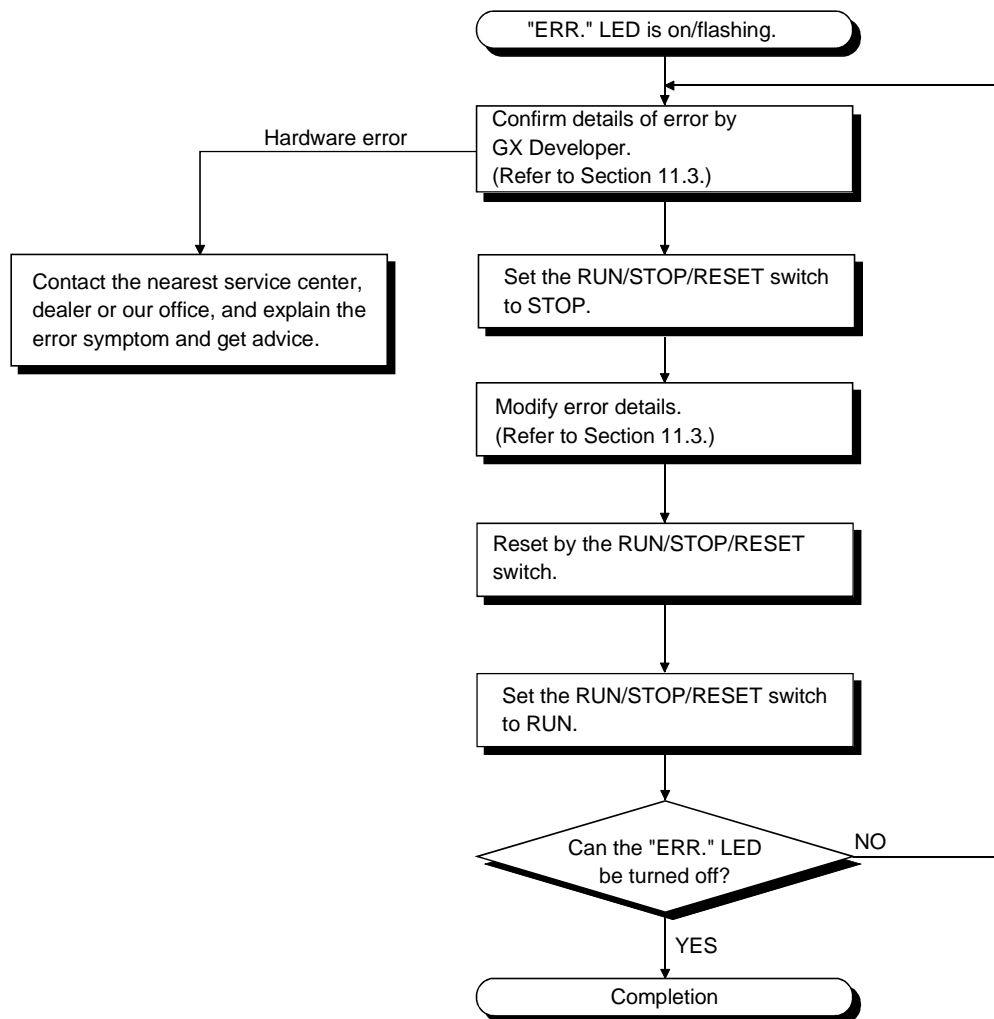 "ERR." LED is on/flashing.
Confirm details of error by
GX Developer.
(Refer to Section 11.3.)
Hardware error
Contact the nearest service center,
dealer or our office, and explain the
error symptom and get advice.
Set the RUN/STOP/RESET switch
to STOP.
Modify error details.
(Refer to Section 11.3.)
Reset by the RUN/STOP/RESET
switch.
Set the RUN/STOP/RESET switch
to RUN.
Can the "ERR." LED
be turned off?
NO
YES
Completion